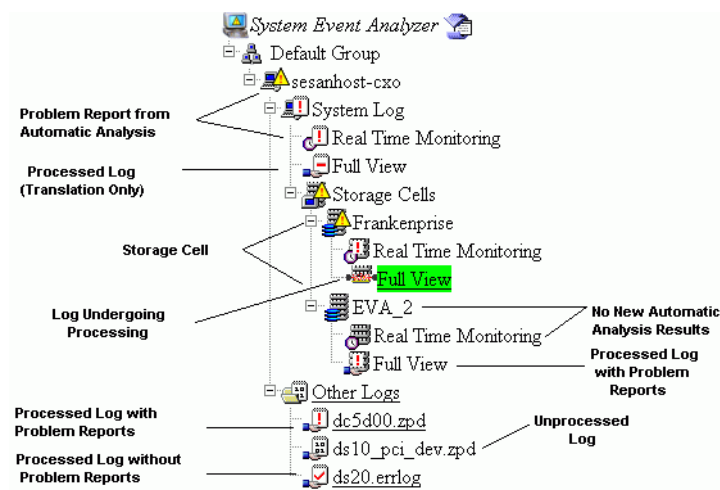 System Event Analyzer
Default Group
sesanhost-cxo
System Log
Problem Report from
Automatic Analysis
Real Time Monitoring
Processed Log
(Translation Only)
Full View
Storage Cells
Frankenprise
Storage Cell
Real Time Monitoring
Full View
Log Undergoing
Processing
EVA_2
No New Automatic
Analysis Results
Real Time Monitoring
Full View
Processed Log
with Problem
Reports
Other Logs
Processed Log with
Problem Reports
dc5d00.zpd
Unprocessed
Log
ds10_pci_dev.zpd
Processed Log without
Problem Reports
ds20.errlog